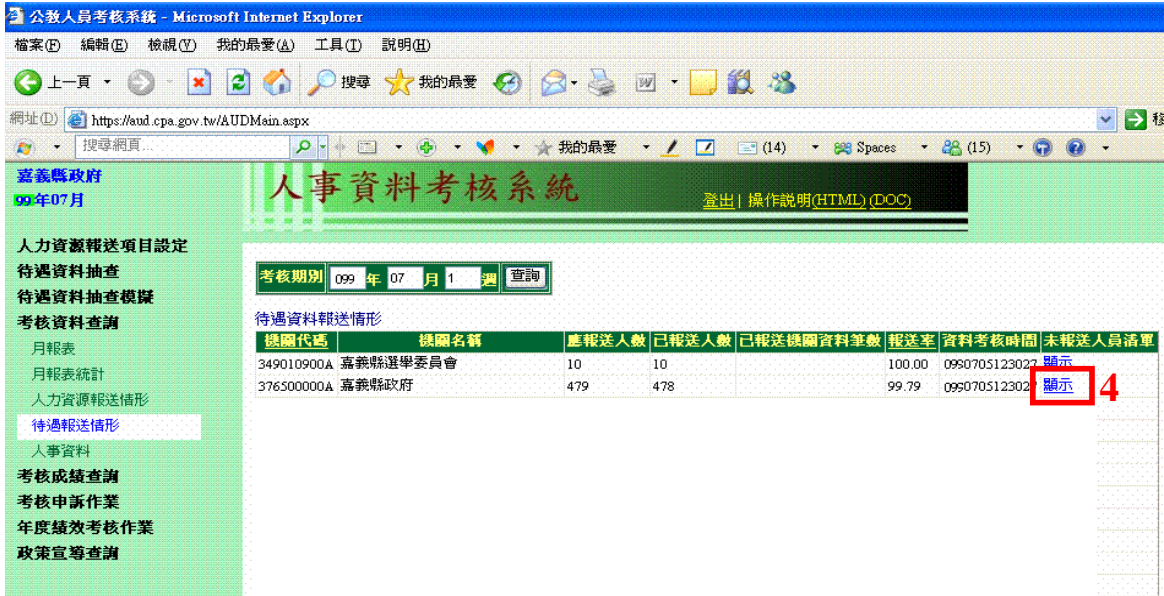 公教人員考核系統 - Microsoft Internet Explorer
檔案(F) 編輯(E) 檢視(V) 我的最愛(A) 工具(T) 說明(H)
上一頁 搜尋 我的最愛
網址(D) https://aud.cpa.gov.tw/AUDMain.aspx 移
搜尋網頁... 我的最愛 (14) Spaces (15)
嘉義縣政府
99年07月
人事資料考核系統
登出| 操作說明(HTML) (DOC)
人力資源報送項目設定
待遇資料抽查
待遇資料抽查模擬
考核資料查詢
月報表
月報表統計
人力資源報送情形
待遇報送情形
人事資料
考核成績查詢
考核申訴作業
年度績效考核作業
政策宣導查詢
考核期別 099 年 07 月 1 週 查詢
待遇資料報送情形
機關代碼 機關名稱 應報送人數 已報送人數 已報送機關資料筆數 報送率 資料考核時間 未報送人員清單
349010900A 嘉義縣選舉委員會 10 10 100.00 0990705123027 顯示
376500000A 嘉義縣政府 479 478 99.79 0990705123027 顯示
4